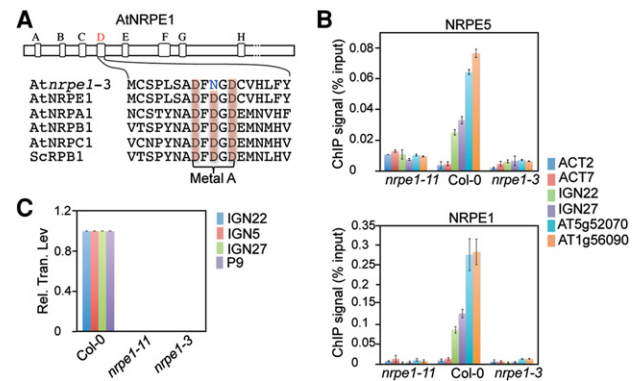 A
AtNRPE1
A B C D E F G H
Atnrpe1-3 MCSPLSADFNGDCVHLFY
AtNRPE1 MCSPLSADFDGDCVHLFY
AtNRPA1 NCSTYNADFDGDEMNVHF
AtNRPB1 VTSPYNADFDGDEMNMHV
AtNRPC1 VCNPYNADFDGDEMNMHV
ScRPB1 VTSPYNADFDGDEMNLHV
Metal A
B
NRPE5
ChIP signal (% input)
0.08
0.06
0.04
0.02
0
nrpe1-11 Col-0 nrpe1-3
ACT2
ACT7
IGN22
IGN27
AT5g52070
AT1g56090
NRPE1
ChIP signal (% input)
0.35
0.25
0.15
0.1
0.05
0
nrpe1-11 Col-0 nrpe1-3
C
Rel. Tran. Lev
1.2
0.8
0.4
0
Col-0
nrpe1-11
nrpe1-3
IGN22
IGN5
IGN27
P9